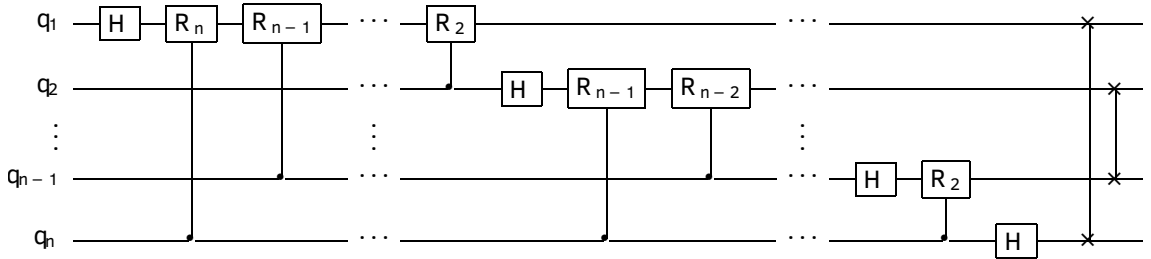 q₁ H Rₙ Rₙ₋₁ ··· R₂ ···
q₂ ··· H Rₙ₋₁ Rₙ₋₂ ···
⋮ ⋮ ⋮
qₙ₋₁ ··· ··· H R₂
qₙ ··· ··· H